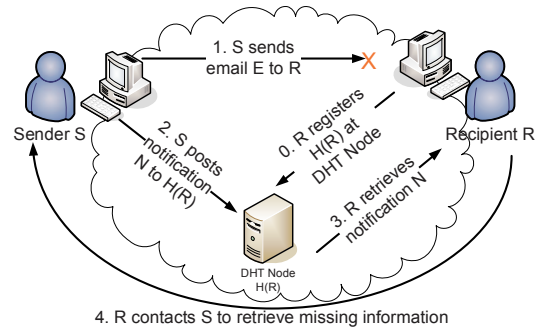 1. S sends
email E to R
X
Sender S
Recipient R
2. S posts
notification
N to H(R)
0. R registers
H(R) at
DHT Node
3. R retrieves
notification N
DHT Node
H(R)
4. R contacts S to retrieve missing information